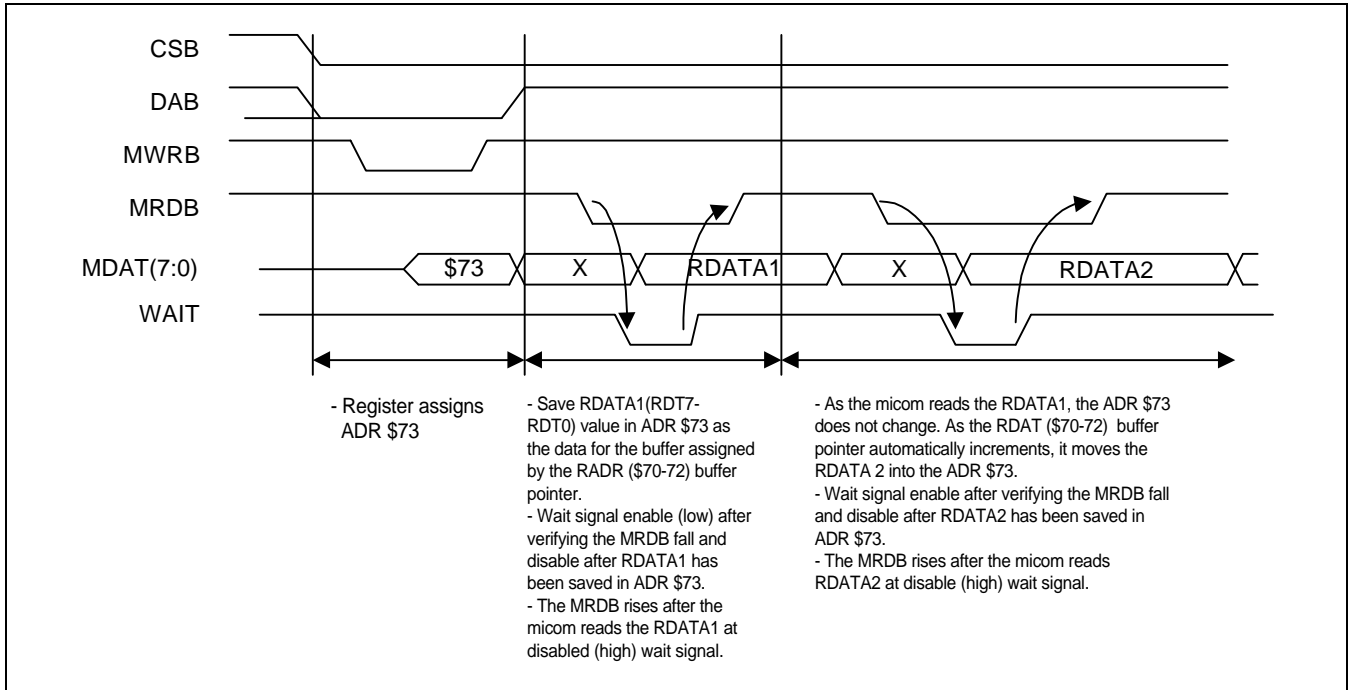 CSB
DAB
MWRB
MRDB
MDAT(7:0)
$73
X
RDATA1
X
RDATA2
WAIT
- Register assigns
ADR $73
- Save RDATA1(RDT7-
RDT0) value in ADR $73 as
the data for the buffer assigned
by the RADR ($70-72) buffer
pointer.
- Wait signal enable (low) after
verifying the MRDB fall and
disable after RDATA1 has
been saved in ADR $73.
- The MRDB rises after the
micom reads the RDATA1 at
disabled (high) wait signal.
- As the micom reads the RDATA1, the ADR $73
does not change. As the RDAT ($70-72) buffer
pointer automatically increments, it moves the
RDATA 2 into the ADR $73.
- Wait signal enable after verifying the MRDB fall
and disable after RDATA2 has been saved in
ADR $73.
- The MRDB rises after the micom reads
RDATA2 at disable (high) wait signal.